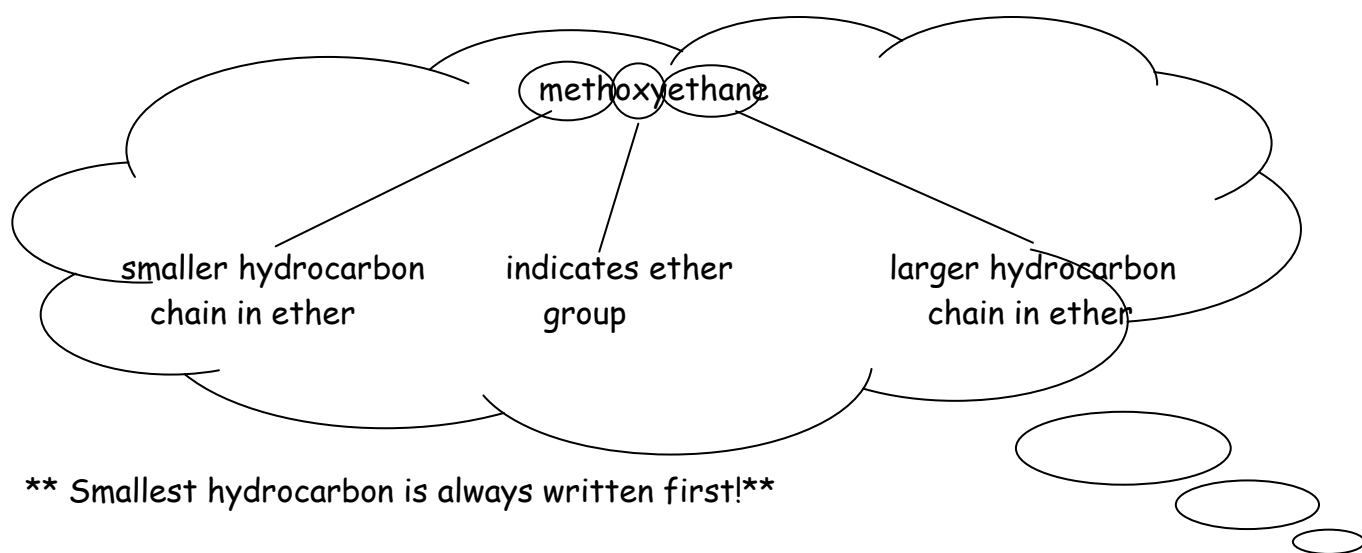 methoxyethane
smaller hydrocarbon indicates ether larger hydrocarbon
chain in ether group chain in ether
** Smallest hydrocarbon is always written first!**